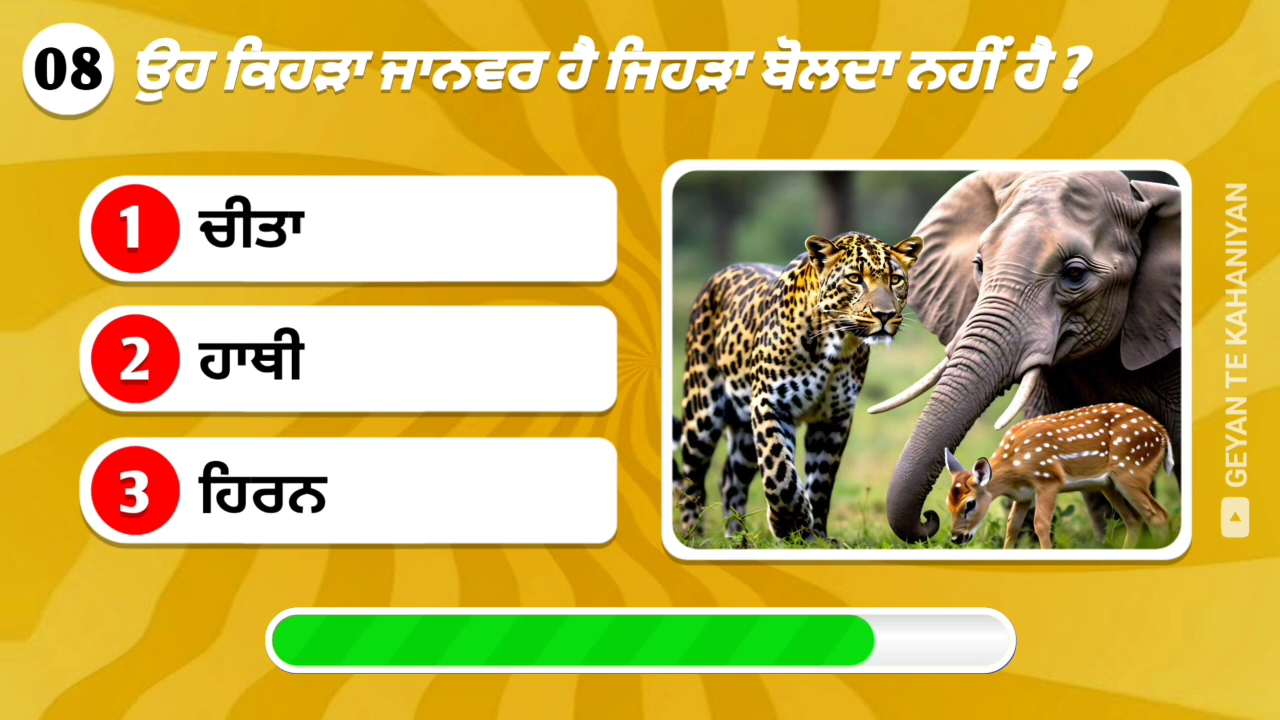 08 ਉਹ ਕਿਹੜਾ ਜਾਨਵਰ ਹੈ ਜਿਹੜਾ ਬੋਲਦਾ ਨਹੀਂ ਹੈ ?
1 ਚੀਤਾ
2 ਹਾਥੀ
3 ਹਿਰਨ
GEYAN TE KAHANIYAN